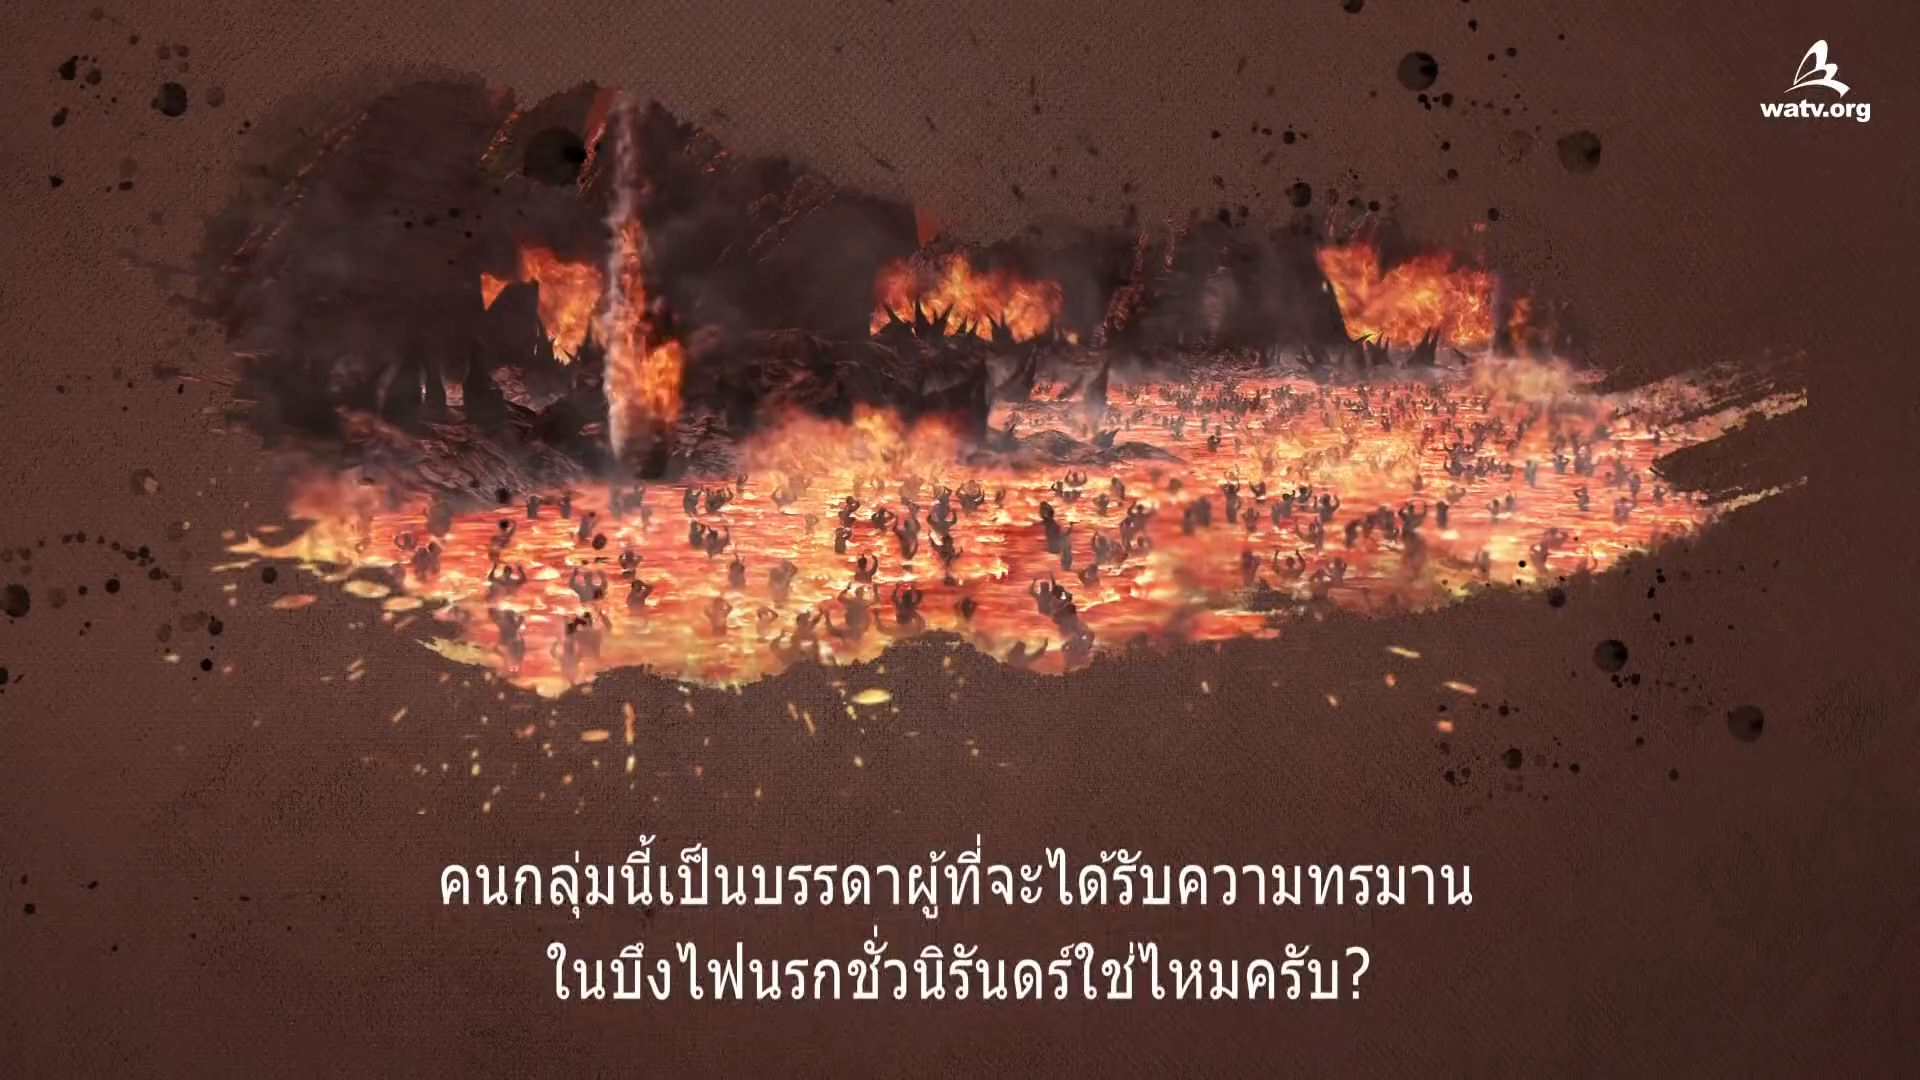 watv.org
คนกลุ่มนี้เป็นบรรดาผู้ที่จะได้รับความทรมาน
ในบึงไฟนรกชั่วนิรันดร์ใช่ไหมครับ?